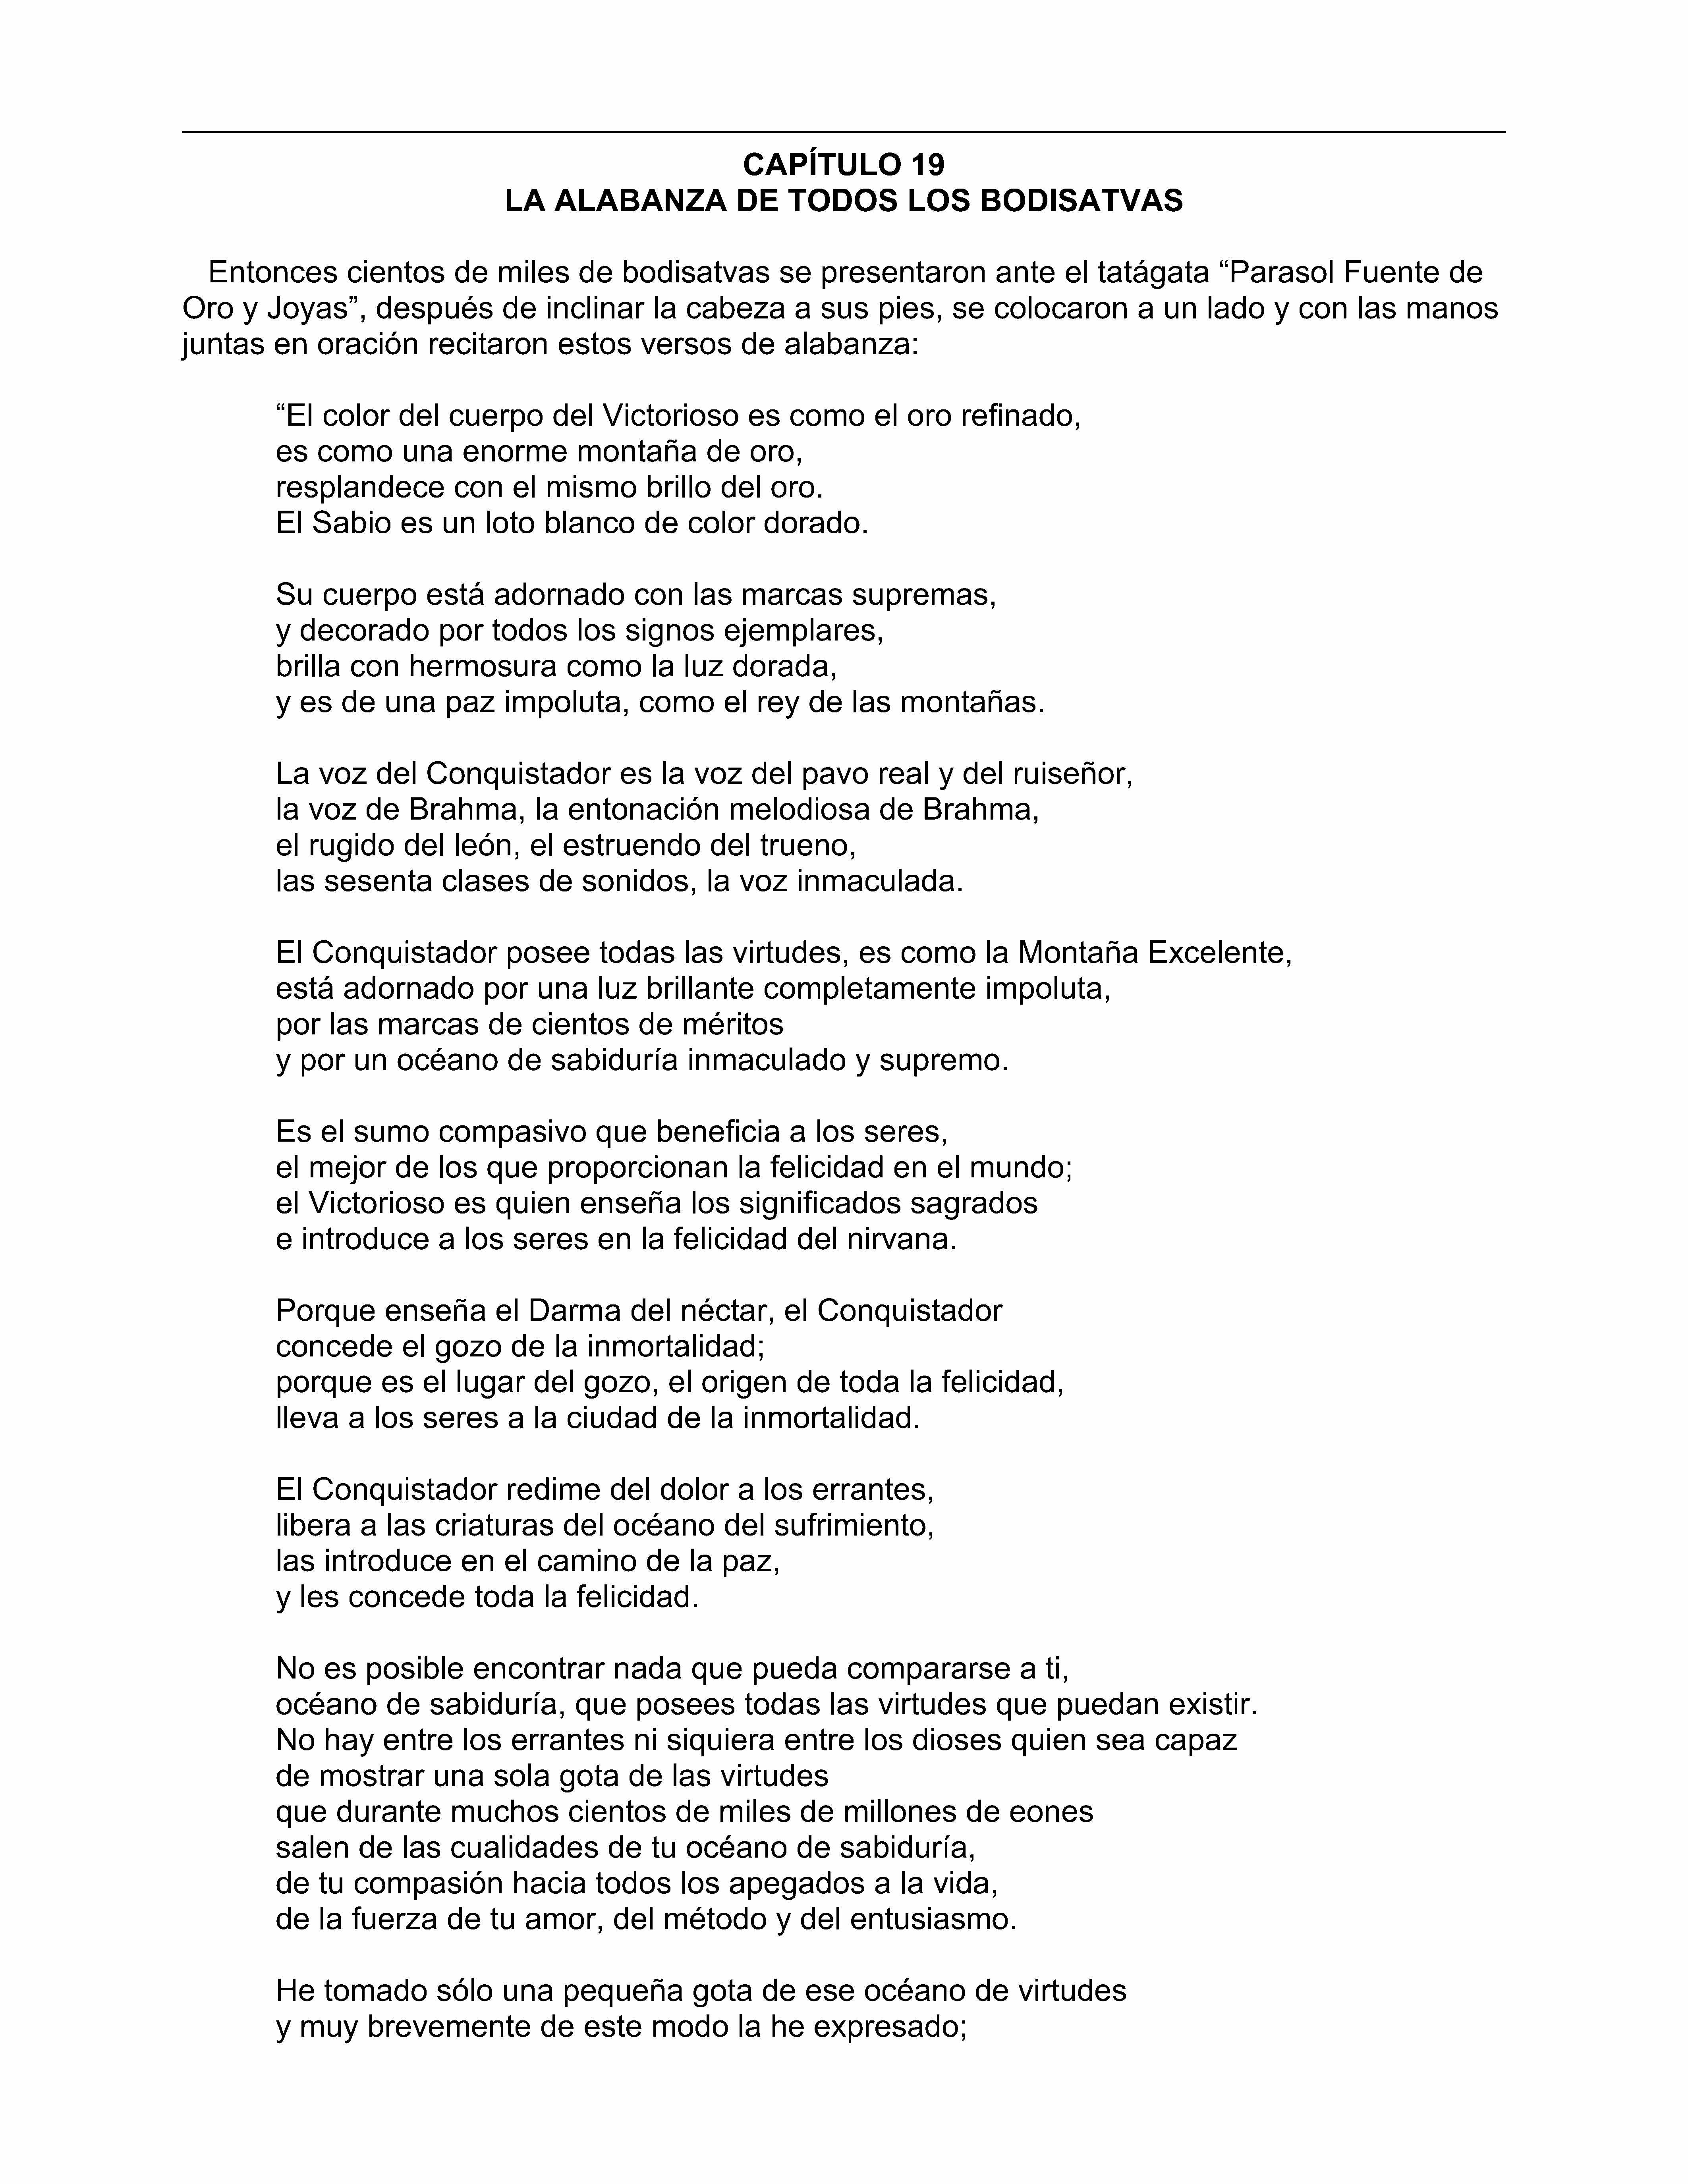 CAPÍTULO 19
LA ALABANZA DE TODOS LOS BODISATVAS
Entonces cientos de miles de bodisatvas se presentaron ante el tatágata “Parasol Fuente de
Oro y Joyas”, después de inclinar la cabeza a sus pies, se colocaron a un lado y con las manos
juntas en oración recitaron estos versos de alabanza:
“El color del cuerpo del Victorioso es como el oro refinado,
es como una enorme montaña de oro,
resplandece con el mismo brillo del oro.
El Sabio es un loto blanco de color dorado.
Su cuerpo está adornado con las marcas supremas,
y decorado por todos los signos ejemplares,
brilla con hermosura como la luz dorada,
y es de una paz impoluta, como el rey de las montañas.
La voz del Conquistador es la voz del pavo real y del ruiseñor,
la voz de Brahma, la entonación melodiosa de Brahma,
el rugido del león, el estruendo del trueno,
las sesenta clases de sonidos, la voz inmaculada.
El Conquistador posee todas las virtudes, es como la Montaña Excelente,
está adornado por una luz brillante completamente impoluta,
por las marcas de cientos de méritos
y por un océano de sabiduría inmaculado y supremo.
Es el sumo compasivo que beneficia a los seres,
el mejor de los que proporcionan la felicidad en el mundo;
el Victorioso es quien enseña los significados sagrados
e introduce a los seres en la felicidad del nirvana.
Porque enseña el Darma del néctar, el Conquistador
concede el gozo de la inmortalidad;
porque es el lugar del gozo, el origen de toda la felicidad,
lleva a los seres a la ciudad de la inmortalidad.
El Conquistador redime del dolor a los errantes,
libera a las criaturas del océano del sufrimiento,
las introduce en el camino de la paz,
y les concede toda la felicidad.
No es posible encontrar nada que pueda compararse a ti,
océano de sabiduría, que posees todas las virtudes que puedan existir.
No hay entre los errantes ni siquiera entre los dioses quien sea capaz
de mostrar una sola gota de las virtudes
que durante muchos cientos de miles de millones de eones
salen de las cualidades de tu océano de sabiduría,
de tu compasión hacia todos los apegados a la vida,
de la fuerza de tu amor, del método y del entusiasmo.
He tomado sólo una pequeña gota de ese océano de virtudes
y muy brevemente de este modo la he expresado;